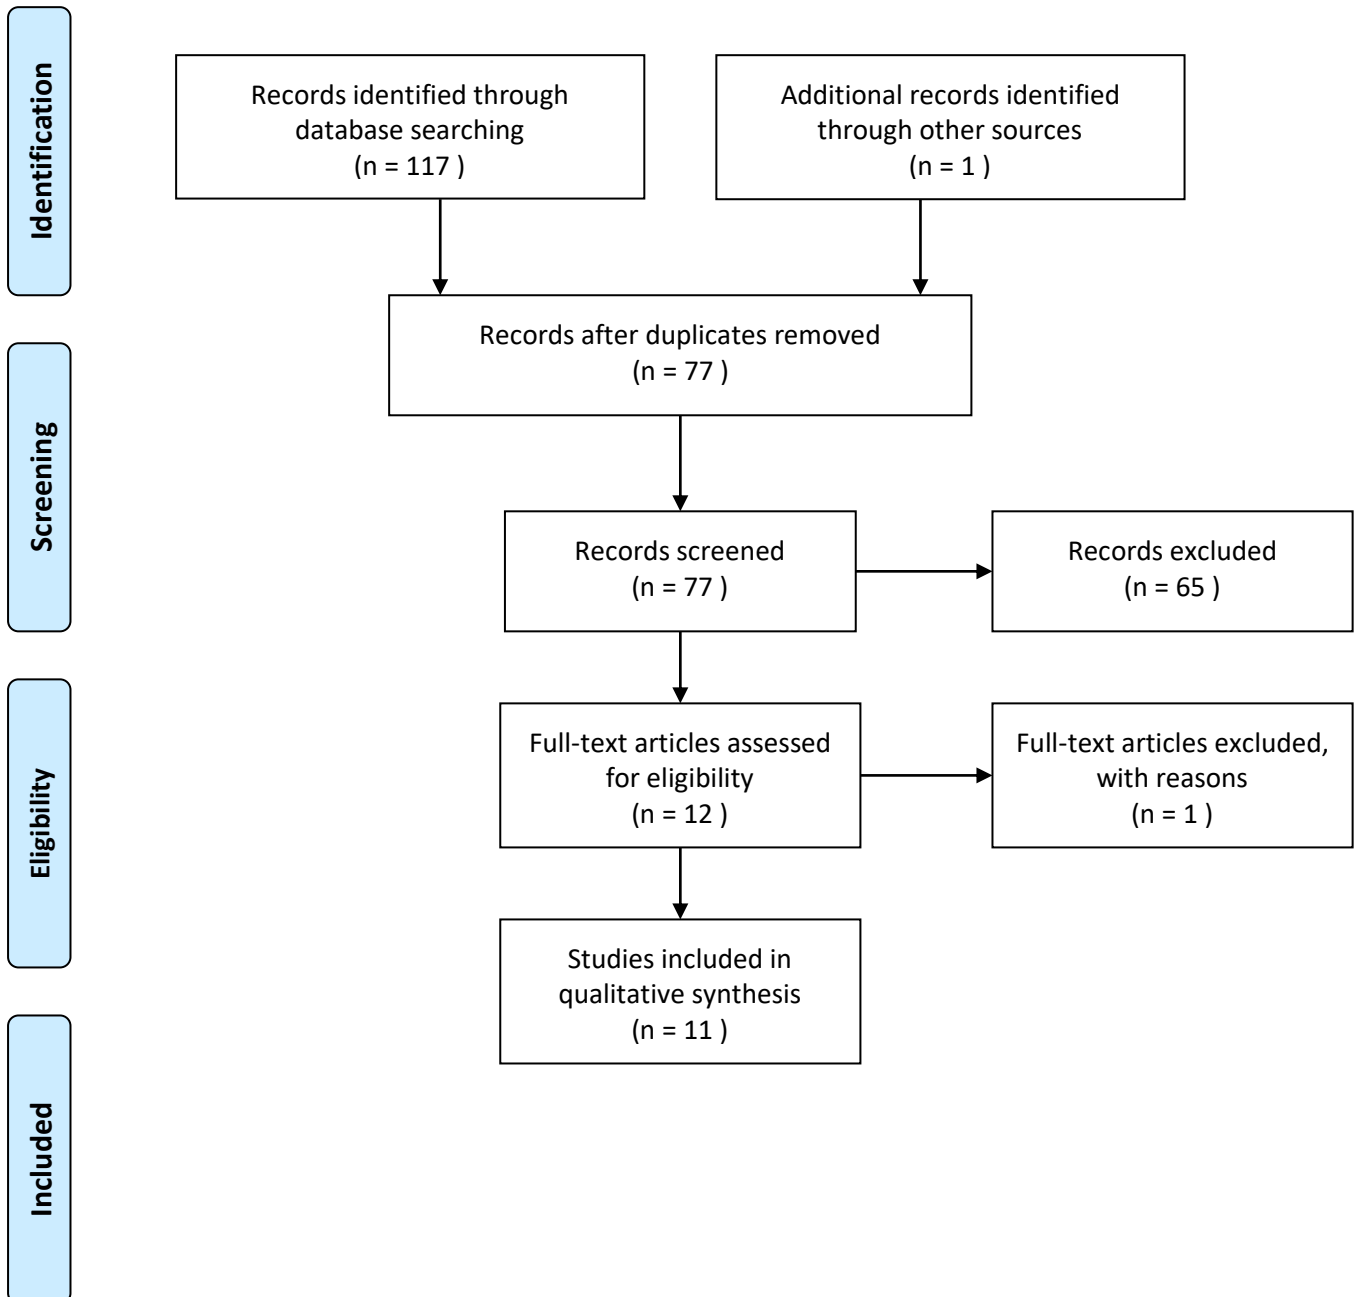 Identification
Records identified through
database searching
(n = 117 )
Additional records identified
through other sources
(n = 1 )
Records after duplicates removed
(n = 77 )
Screening
Records screened
(n = 77 )
Records excluded
(n = 65 )
Eligibility
Full-text articles assessed
for eligibility
(n = 12 )
Full-text articles excluded,
with reasons
(n = 1 )
Studies included in
qualitative synthesis
(n = 11 )
Included